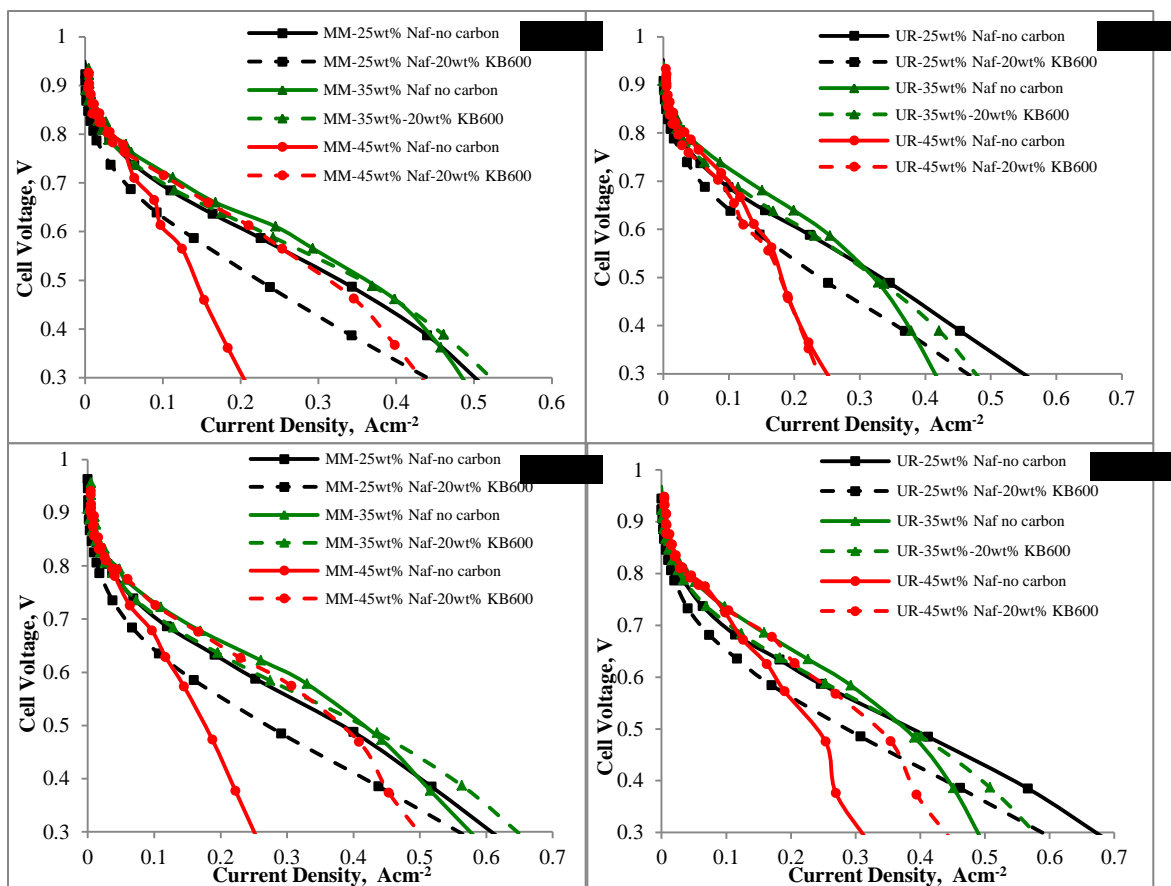 MM-25wt% Naf-no carbon
MM-25wt% Naf-20wt% KB600
MM-35wt% Naf no carbon
MM-35wt%-20wt% KB600
MM-45wt% Naf-no carbon
MM-45wt% Naf-20wt% KB600
1
0.9
0.8
0.7
0.6
0.5
0.4
0.3
Cell Voltage, V
0 0.1 0.2 0.3 0.4 0.5 0.6
Current Density, Acm-2
UR-25wt% Naf-no carbon
UR-25wt% Naf-20wt% KB600
UR-35wt% Naf no carbon
UR-35wt%-20wt% KB600
UR-45wt% Naf-no carbon
UR-45wt% Naf-20wt% KB600
1
0.9
0.8
0.7
0.6
0.5
0.4
0.3
Cell Voltage, V
0 0.1 0.2 0.3 0.4 0.5 0.6 0.7
Current Density, Acm-2
MM-25wt% Naf-no carbon
MM-25wt% Naf-20wt% KB600
MM-35wt% Naf no carbon
MM-35wt% Naf-20wt% KB600
MM-45wt% Naf-no carbon
MM-45wt% Naf-20wt% KB600
1
0.9
0.8
0.7
0.6
0.5
0.4
0.3
Cell Voltage, V
0 0.1 0.2 0.3 0.4 0.5 0.6 0.7
Current Density, Acm-2
UR-25wt% Naf-no carbon
UR-25wt% Naf-20wt% KB600
UR-35wt% Naf no carbon
UR-35wt%-20wt% KB600
UR-45wt% Naf-no carbon
UR-45wt% Naf-20wt% KB600
1
0.9
0.8
0.7
0.6
0.5
0.4
0.3
Cell Voltage, V
0 0.1 0.2 0.3 0.4 0.5 0.6 0.7
Current Density, Acm-2